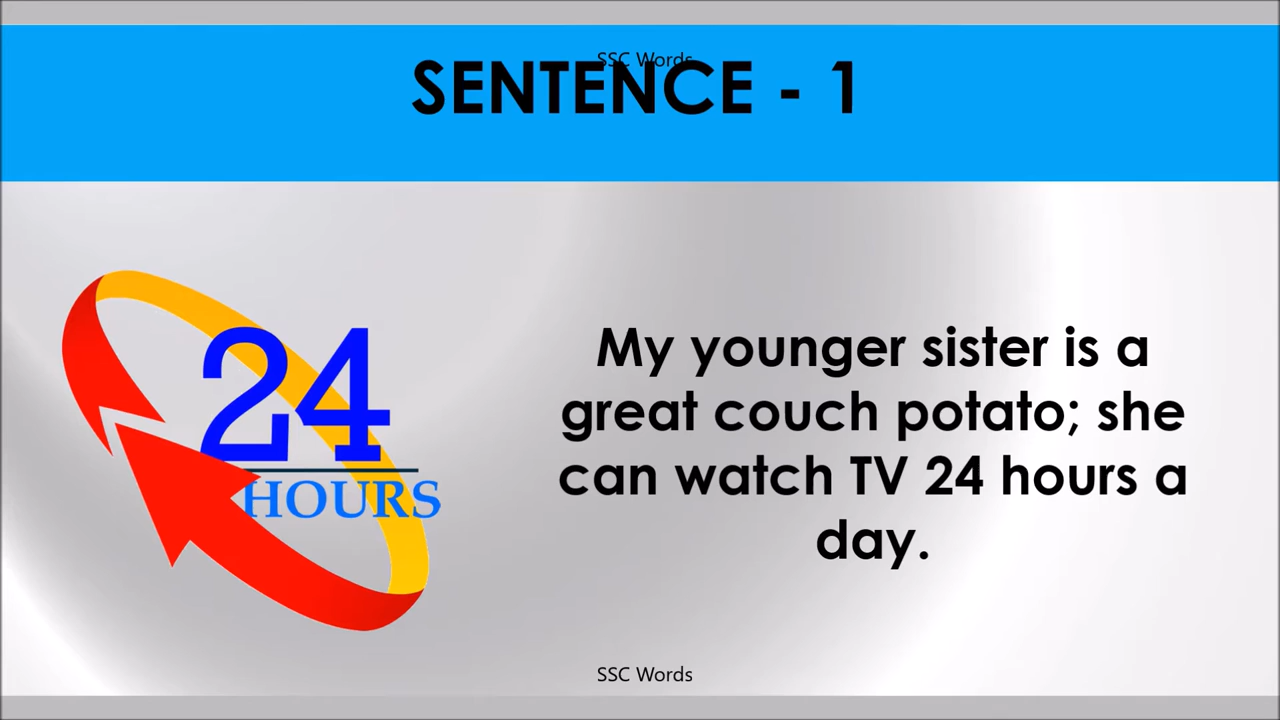 SSC Words
SENTENCE - 1
24
HOURS
My younger sister is a
great couch potato; she
can watch TV 24 hours a
day.
SSC Words